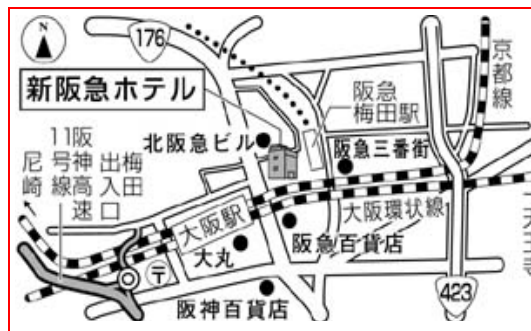 N
176
新阪急ホテル
阪急
梅田駅
京都線
北阪急ビル
阪急三番街
阪神高速
11号線
尼崎
梅田
出入口
大阪駅
大阪環状線
大丸
阪急百貨店
〒
阪神百貨店
423